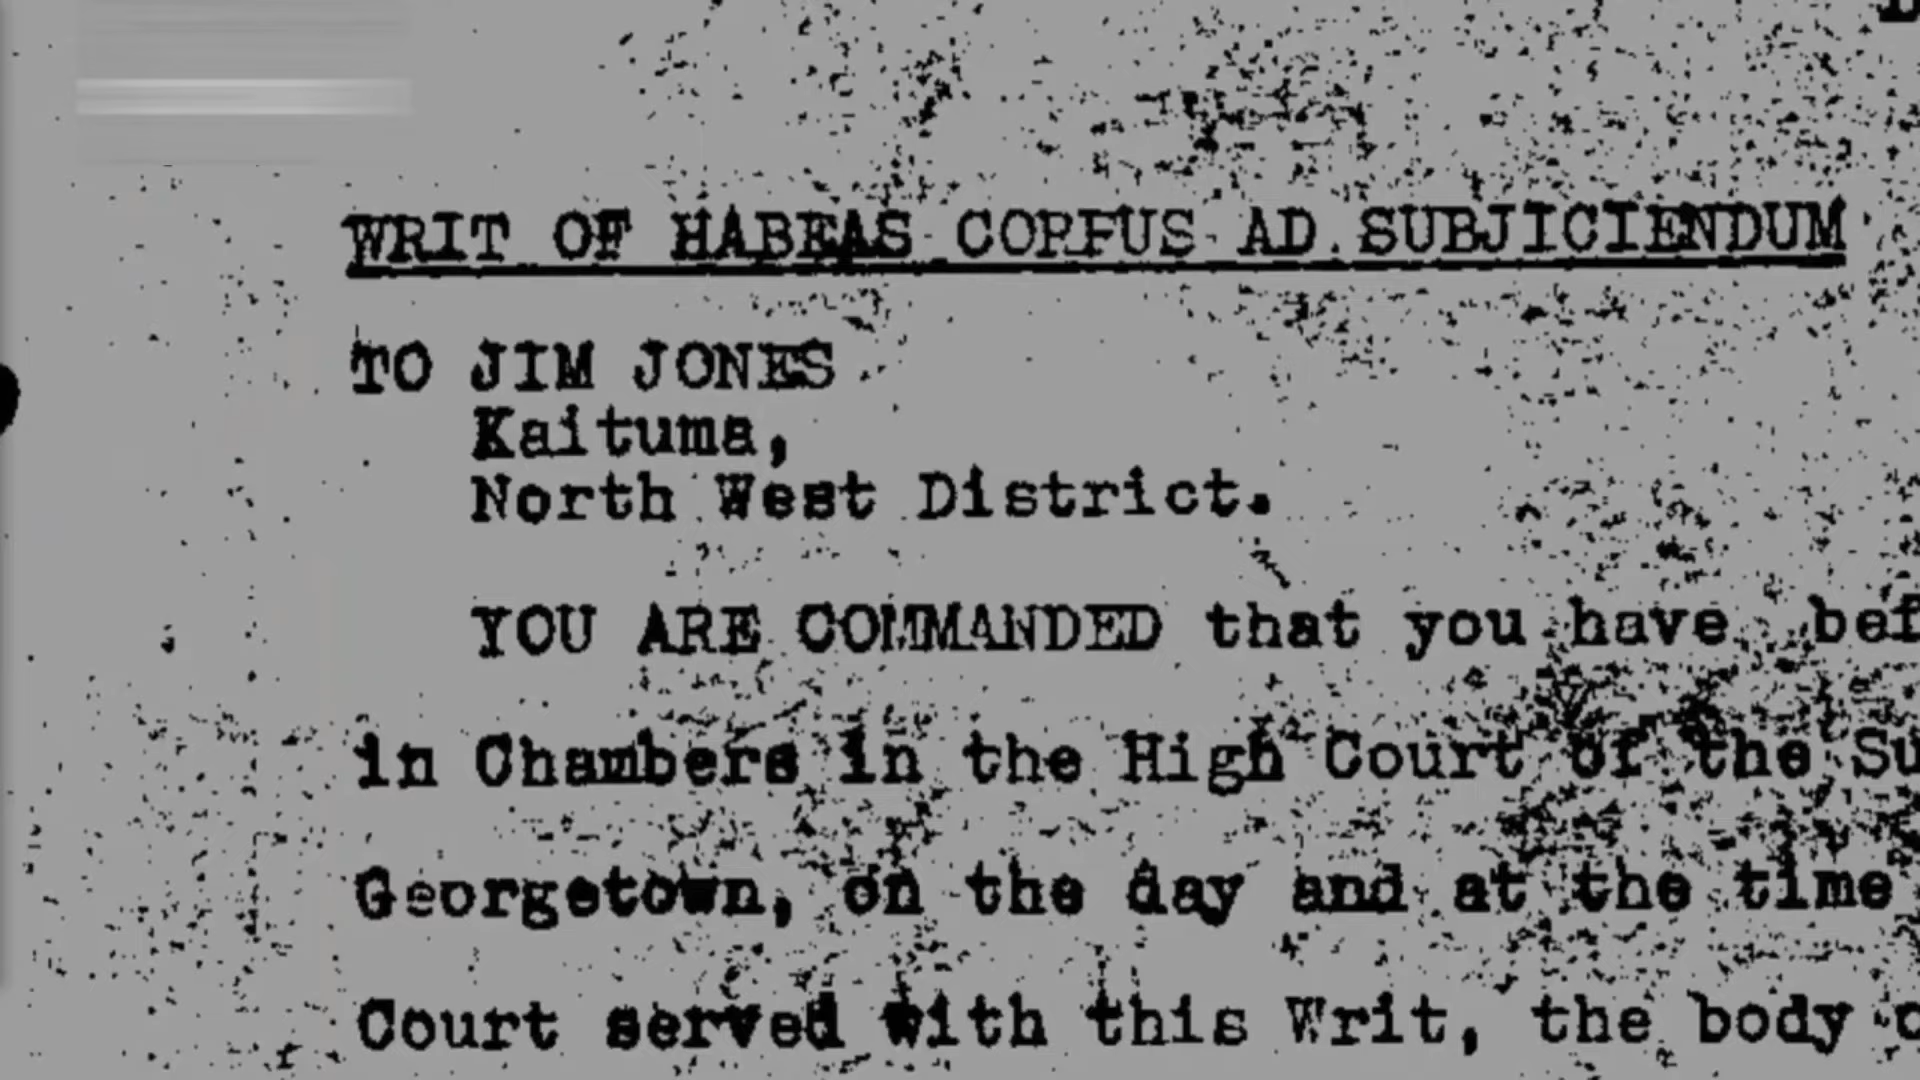 WRIT OF HABEAS CORPUS AD SUBJICIENDUM
TO JIM JONES
Kaituma,
North West District.
YOU ARE COMMANDED that you have bef
in Chambers in the High Court of the Su
Georgetown, on the day and at the time
Court served with this Writ, the body o